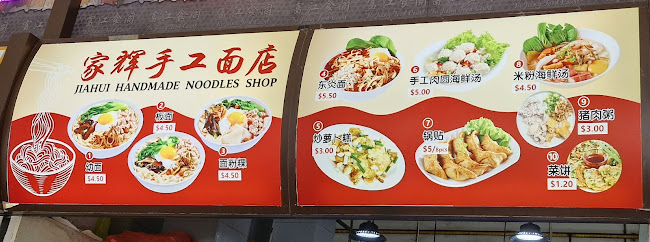 家辉手工面店
JIAHUI HANDMADE NOODLES SHOP
① 幼面
$4.50
② 板面
$4.50
③ 面粉粿
$4.50
④ 东炎面
$5.50
⑥ 手工肉圆海鲜汤
$5.00
⑧ 米粉海鲜汤
$4.50
⑤ 炒萝卜糕
$3.00
⑦ 锅贴
$5/8pcs
⑨ 猪肉粥
$3.00
⑩ 菜饼
$1.20